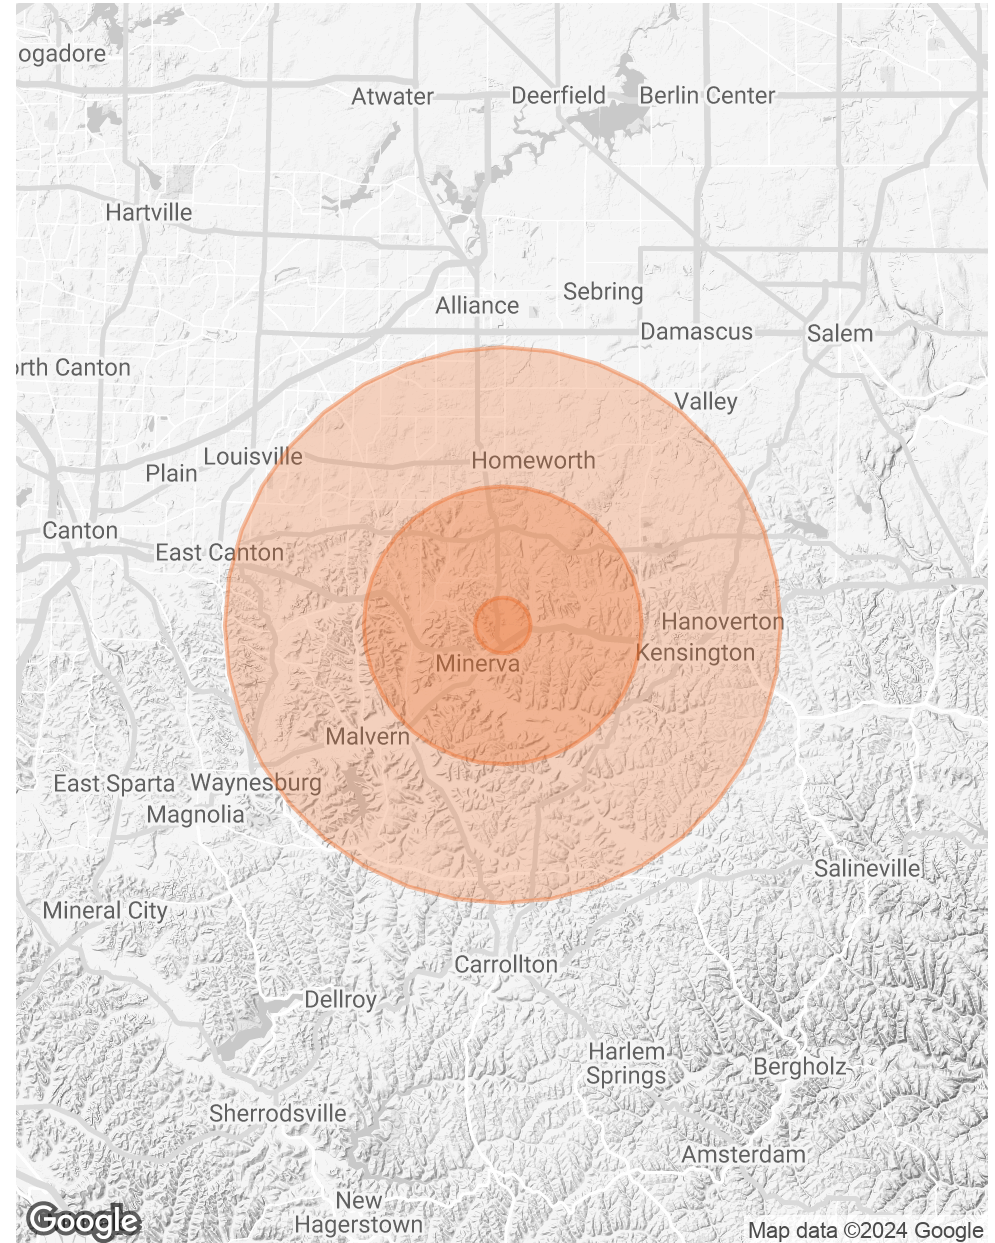 ogadore
Atwater
Deerfield
Berlin Center
Hartville
Sebring
Alliance
Damascus
Salem
orth Canton
Valley
Louisville
Homeworth
Plain
Canton
East Canton
Hanoverton
Kensington
Minerva
Malvern
East Sparta
Waynesburg
Magnolia
Salineville
Mineral City
Carrollton
Dellroy
Harlem
Springs
Bergholz
Sherrodsville
Amsterdam
New
Hagerstown
Google
Map data ©2024 Google